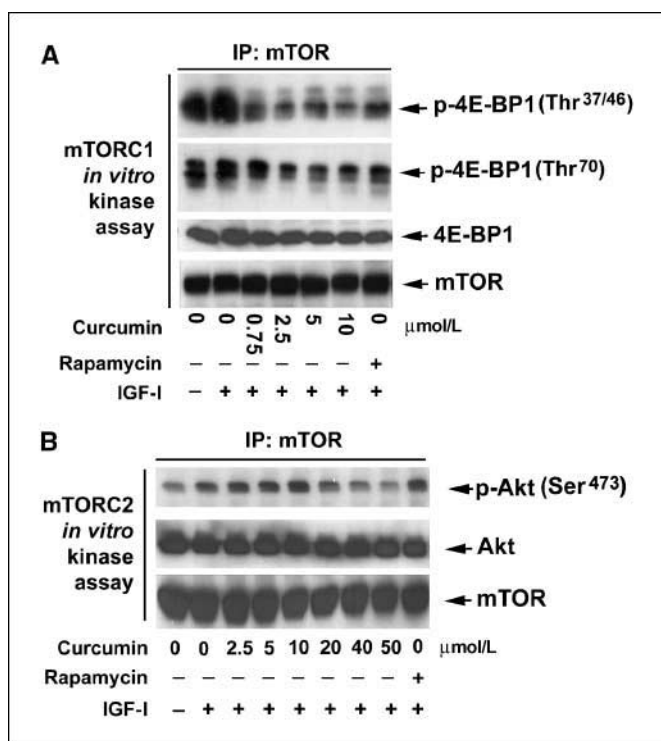 A
IP: mTOR
mTORC1
in vitro
kinase
assay
p-4E-BP1(Thr37/46)
p-4E-BP1(Thr70)
4E-BP1
mTOR
Curcumin 0 0 0.75 2.5 5 10 0 μmol/L
Rapamycin – – – – – – +
IGF-I – + + + + + +
B
IP: mTOR
mTORC2
in vitro
kinase
assay
p-Akt (Ser473)
Akt
mTOR
Curcumin 0 0 2.5 5 10 20 40 50 0 μmol/L
Rapamycin – – – – – – – – +
IGF-I – + + + + + + + +